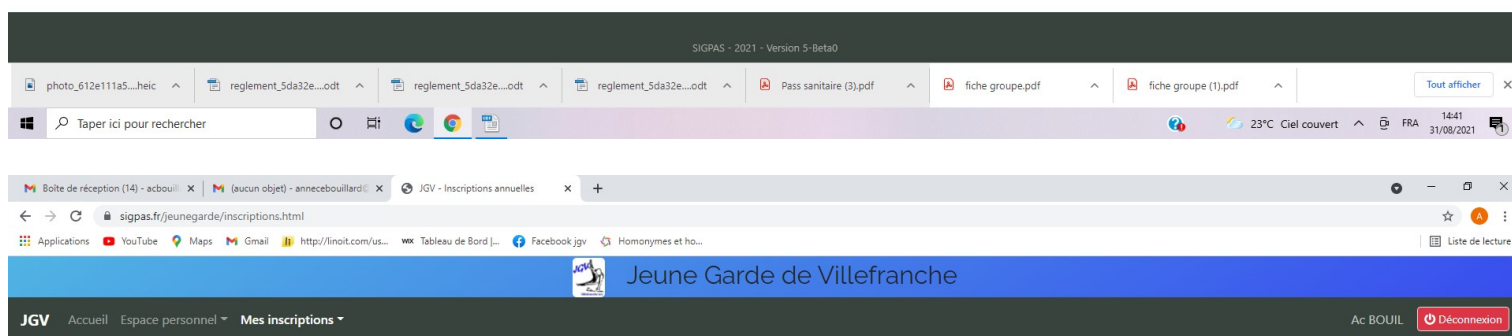 SIGPAS - 2021 - Version 5-Beta0
photo_612e111a5....heic reglement_5da32e....odt reglement_5da32e....odt reglement_5da32e....odt Pass sanitaire (3).pdf fiche groupe.pdf fiche groupe (1).pdf Tout afficher
Taper ici pour rechercher 23°C Ciel couvert FRA 14:41
31/08/2021
Boîte de réception (14) - acbouil (aucun objet) - annecebouillard@ JGV - Inscriptions annuelles
sigpas.fr/jeunegarde/inscriptions.html A
Applications YouTube Maps Gmail http://linoit.com/us... WIX Tableau de Bord |... Facebook jgv Homonymes et ho... Liste de lecture
JGV Jeune Garde de Villefranche
JGV Accueil Espace personnel Mes inscriptions Ac BOUIL Déconnexion